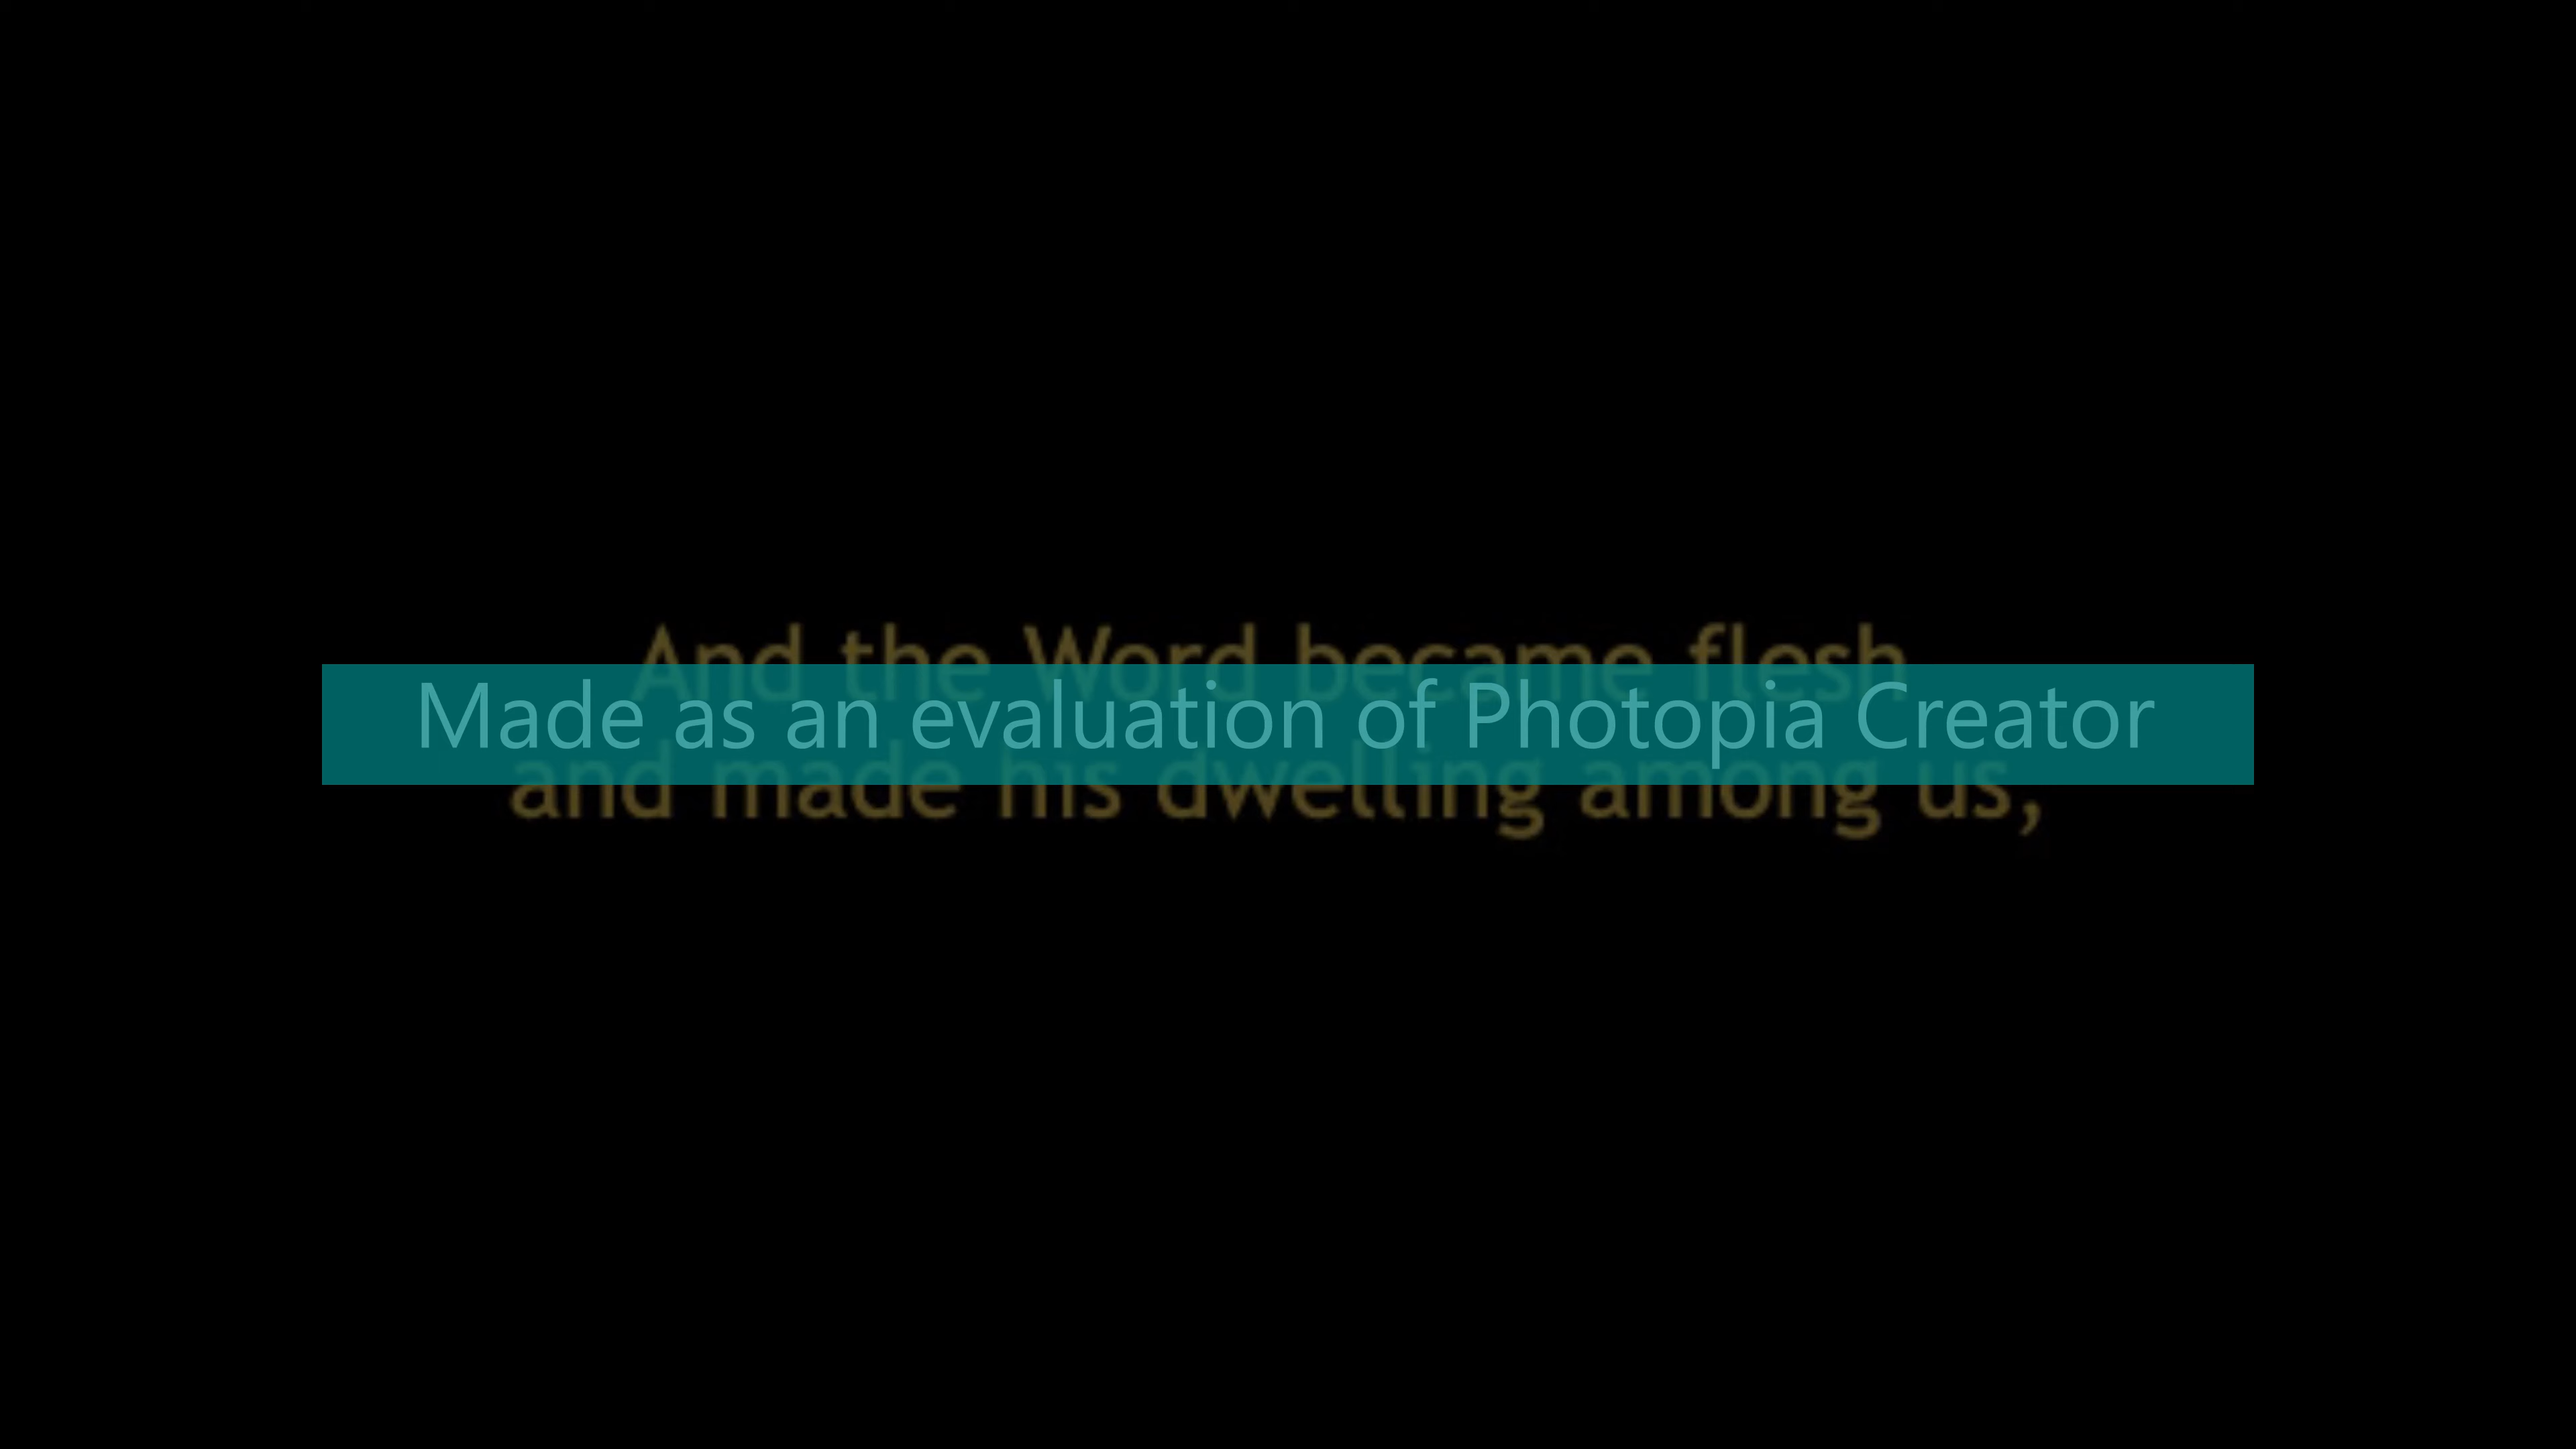 And the Word became flesh
Made as an evaluation of Photopia Creator
and made his dwelling among us,